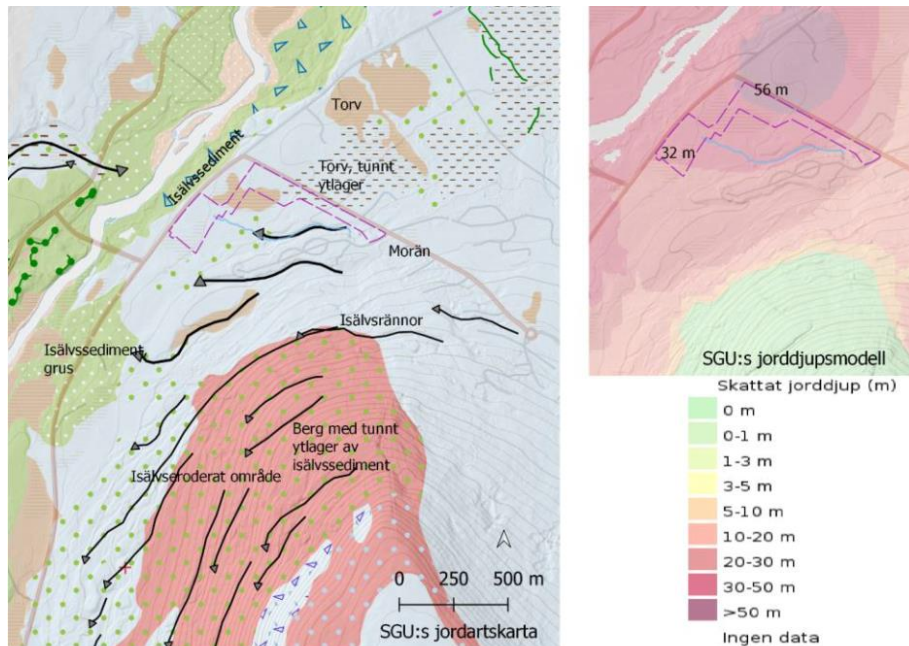 Torv
Isälvssediment
Torv, tunnt
ytlager
Morän
Isälvsrännor
Isälvssediment
grus
Berg med tunnt
ytlager av
isälvssediment
Isälvseroderat område
0 250 500 m
SGU:s jordartskarta
56 m
32 m
SGU:s jorddjupsmodell
Skattat jorddjup (m)
0 m
0-1 m
1-3 m
3-5 m
5-10 m
10-20 m
20-30 m
30-50 m
>50 m
Ingen data